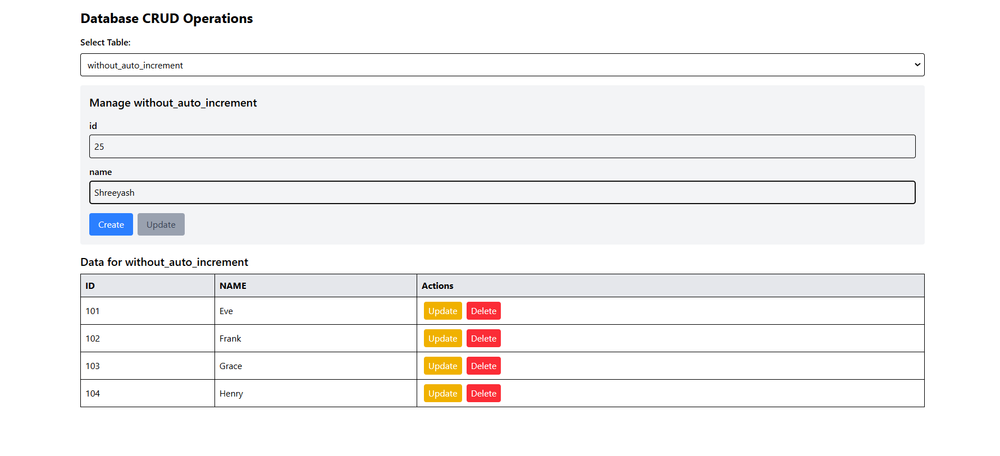 Database CRUD Operations
Select Table:
without_auto_increment
Manage without_auto_increment
id
25
name
Shreeyash
Create Update
Data for without_auto_increment
ID NAME Actions
101 Eve Update Delete
102 Frank Update Delete
103 Grace Update Delete
104 Henry Update Delete